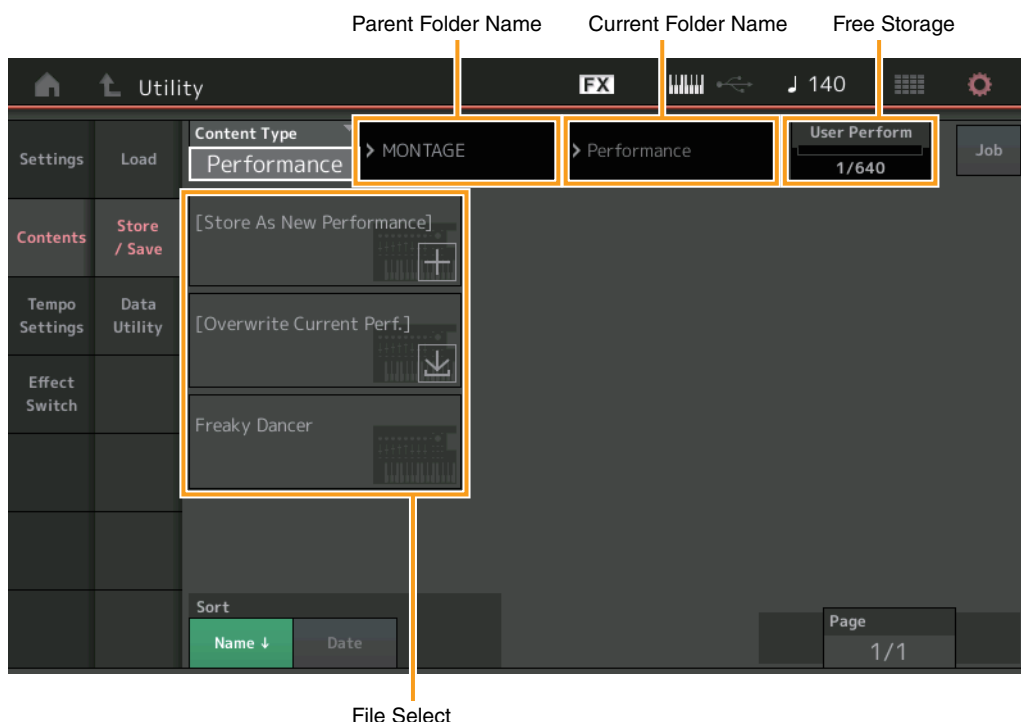 Parent Folder Name
Current Folder Name
Free Storage
Utility
FX
140
Settings
Load
Content Type
Performance
MONTAGE
Performance
User Perform
1/640
Job
Contents
Store
/ Save
[Store As New Performance]
Tempo
Settings
Data
Utility
[Overwrite Current Perf.]
Effect
Switch
Freaky Dancer
Sort
Name ↓
Date
Page
1/1
File Select